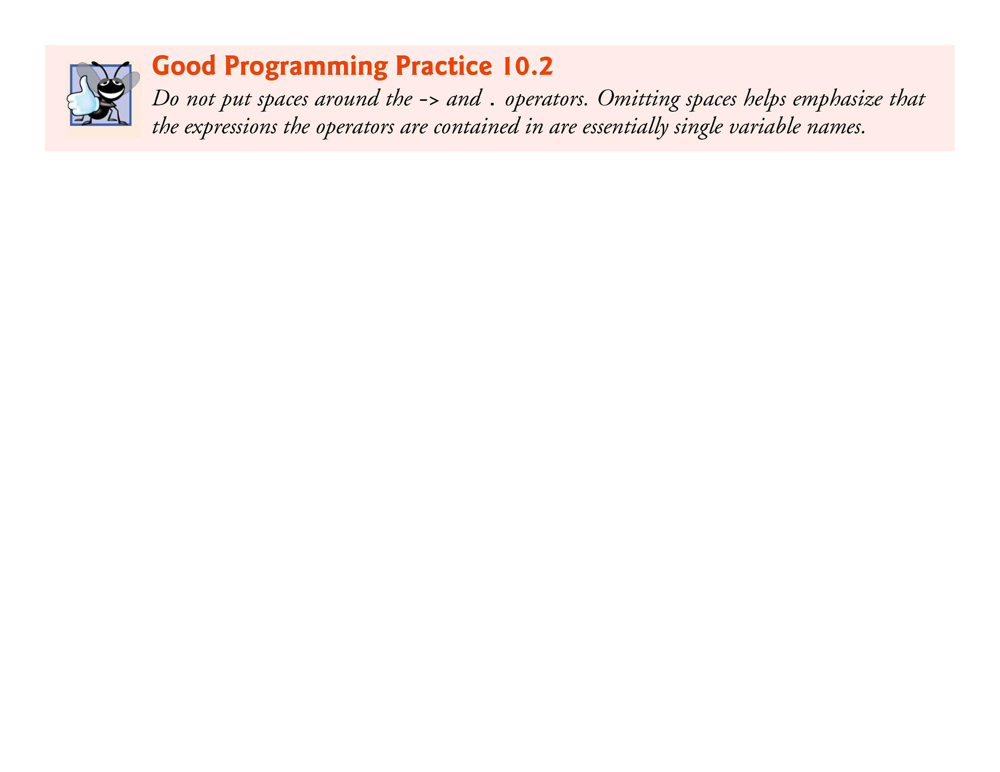 Good Programming Practice 10.2
Do not put spaces around the -> and . operators. Omitting spaces helps emphasize that
the expressions the operators are contained in are essentially single variable names.